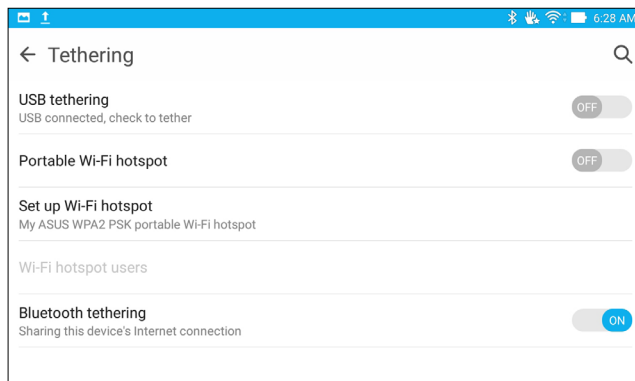 6:28 AM
Tethering
USB tethering
OFF
USB connected, check to tether
Portable Wi-Fi hotspot
OFF
Set up Wi-Fi hotspot
My ASUS WPA2 PSK portable Wi-Fi hotspot
Wi-Fi hotspot users
Bluetooth tethering
ON
Sharing this device's Internet connection